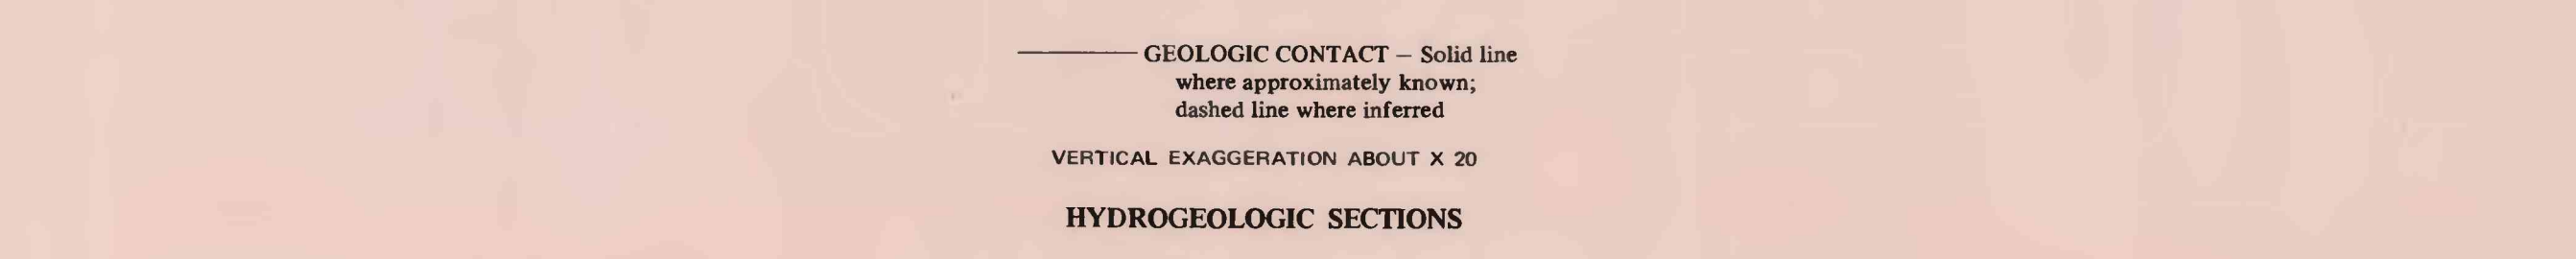 GEOLOGIC CONTACT — Solid line
where approximately known;
dashed line where inferred
VERTICAL EXAGGERATION ABOUT X 20
HYDROGEOLOGIC SECTIONS